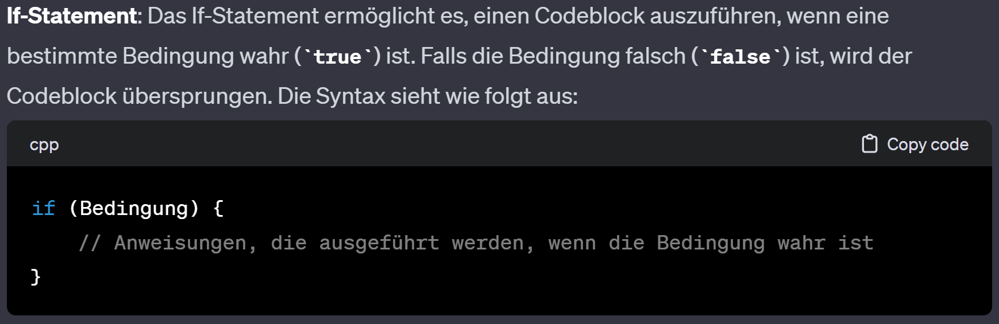 If-Statement: Das If-Statement ermöglicht es, einen Codeblock auszuführen, wenn eine
bestimmte Bedingung wahr (`true`) ist. Falls die Bedingung falsch (`false`) ist, wird der
Codeblock übersprungen. Die Syntax sieht wie folgt aus:
cpp Copy code
if (Bedingung) {
    // Anweisungen, die ausgeführt werden, wenn die Bedingung wahr ist
}